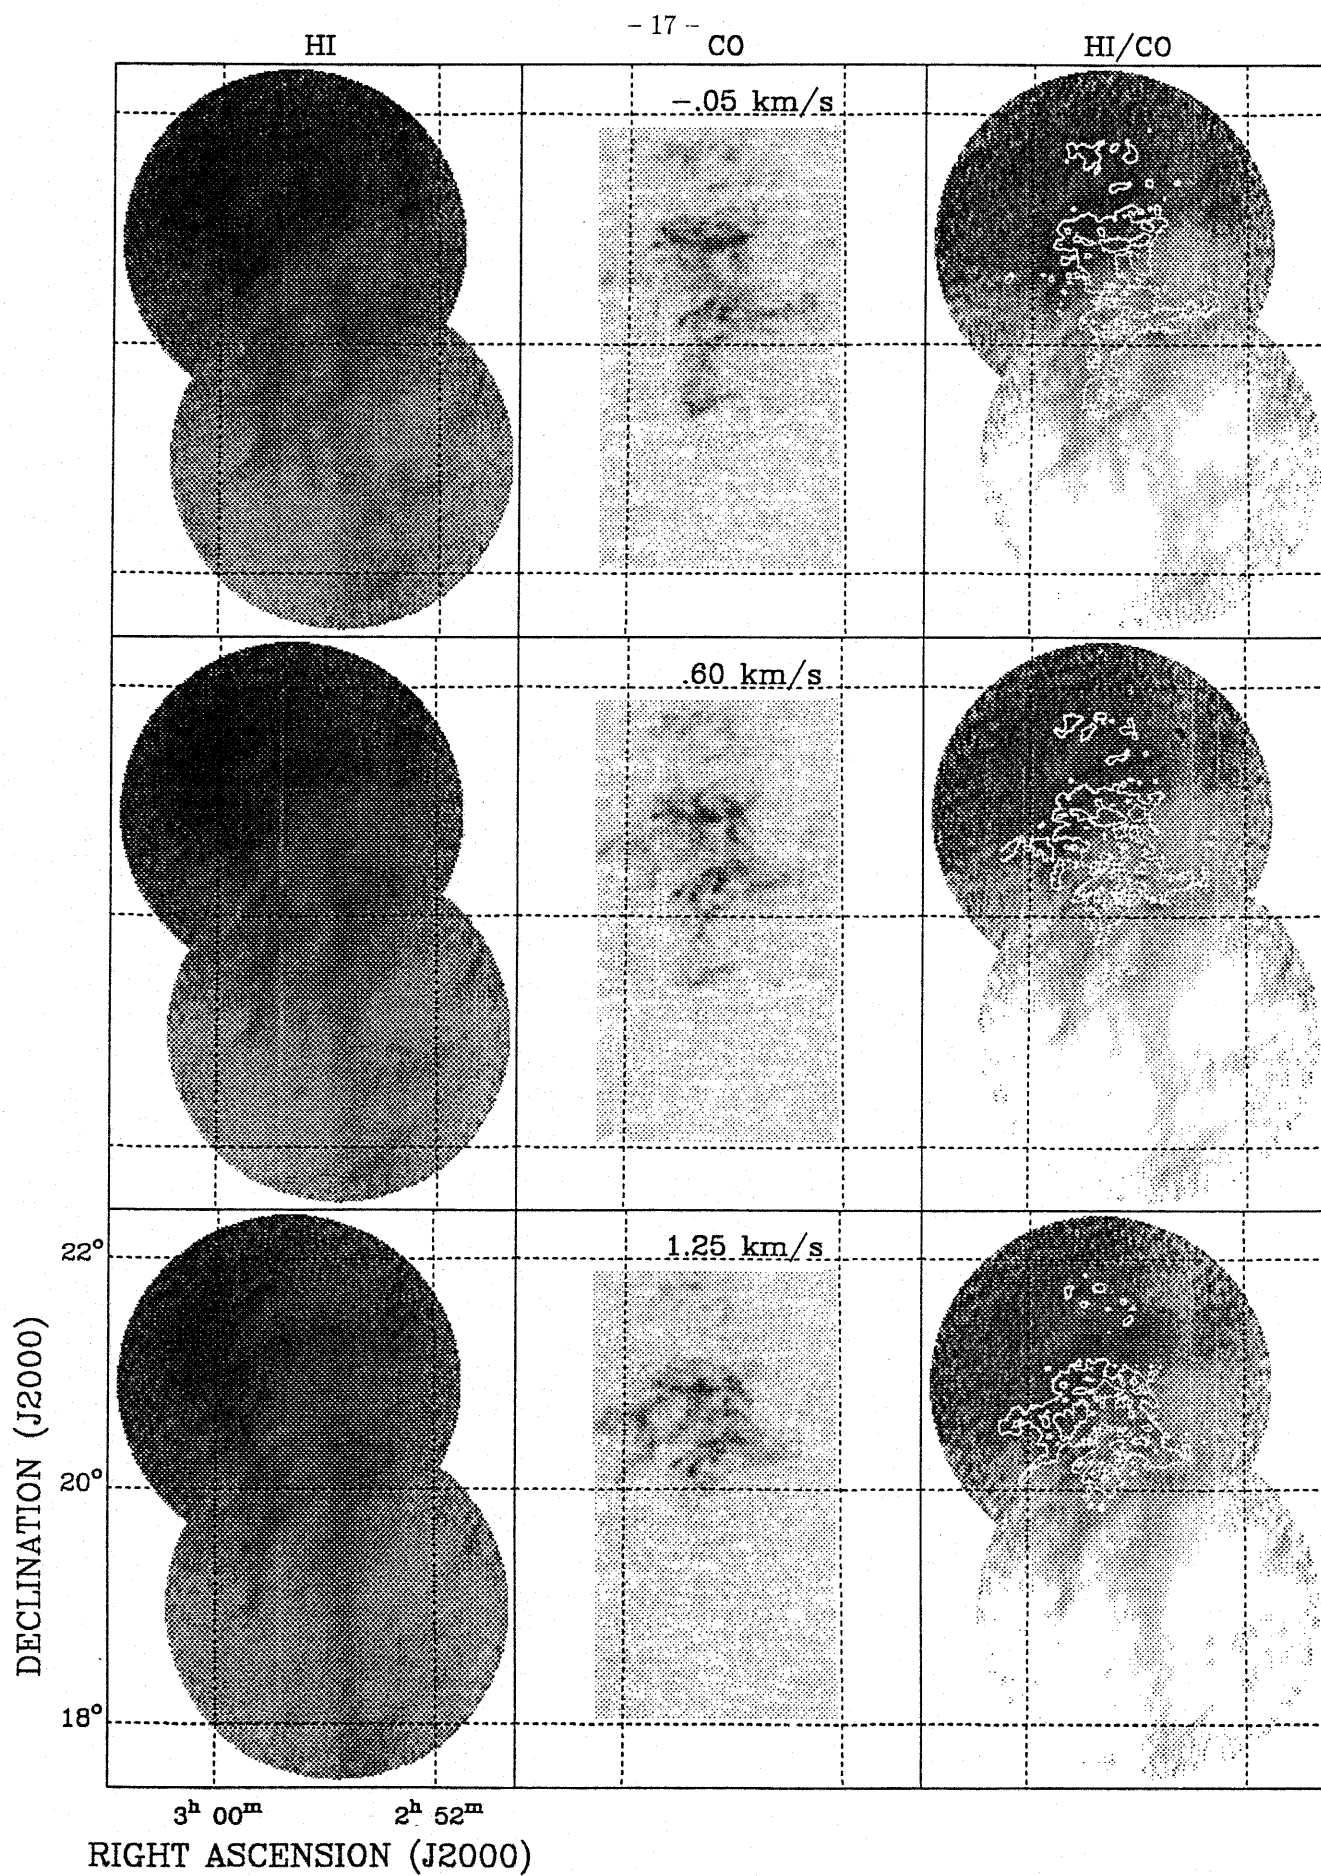 – 17 –
HI CO HI/CO
–.05 km/s
.60 km/s
1.25 km/s
22°
20°
18°
DECLINATION (J2000)
3ʰ 00ᵐ 2ʰ 52ᵐ
RIGHT ASCENSION (J2000)